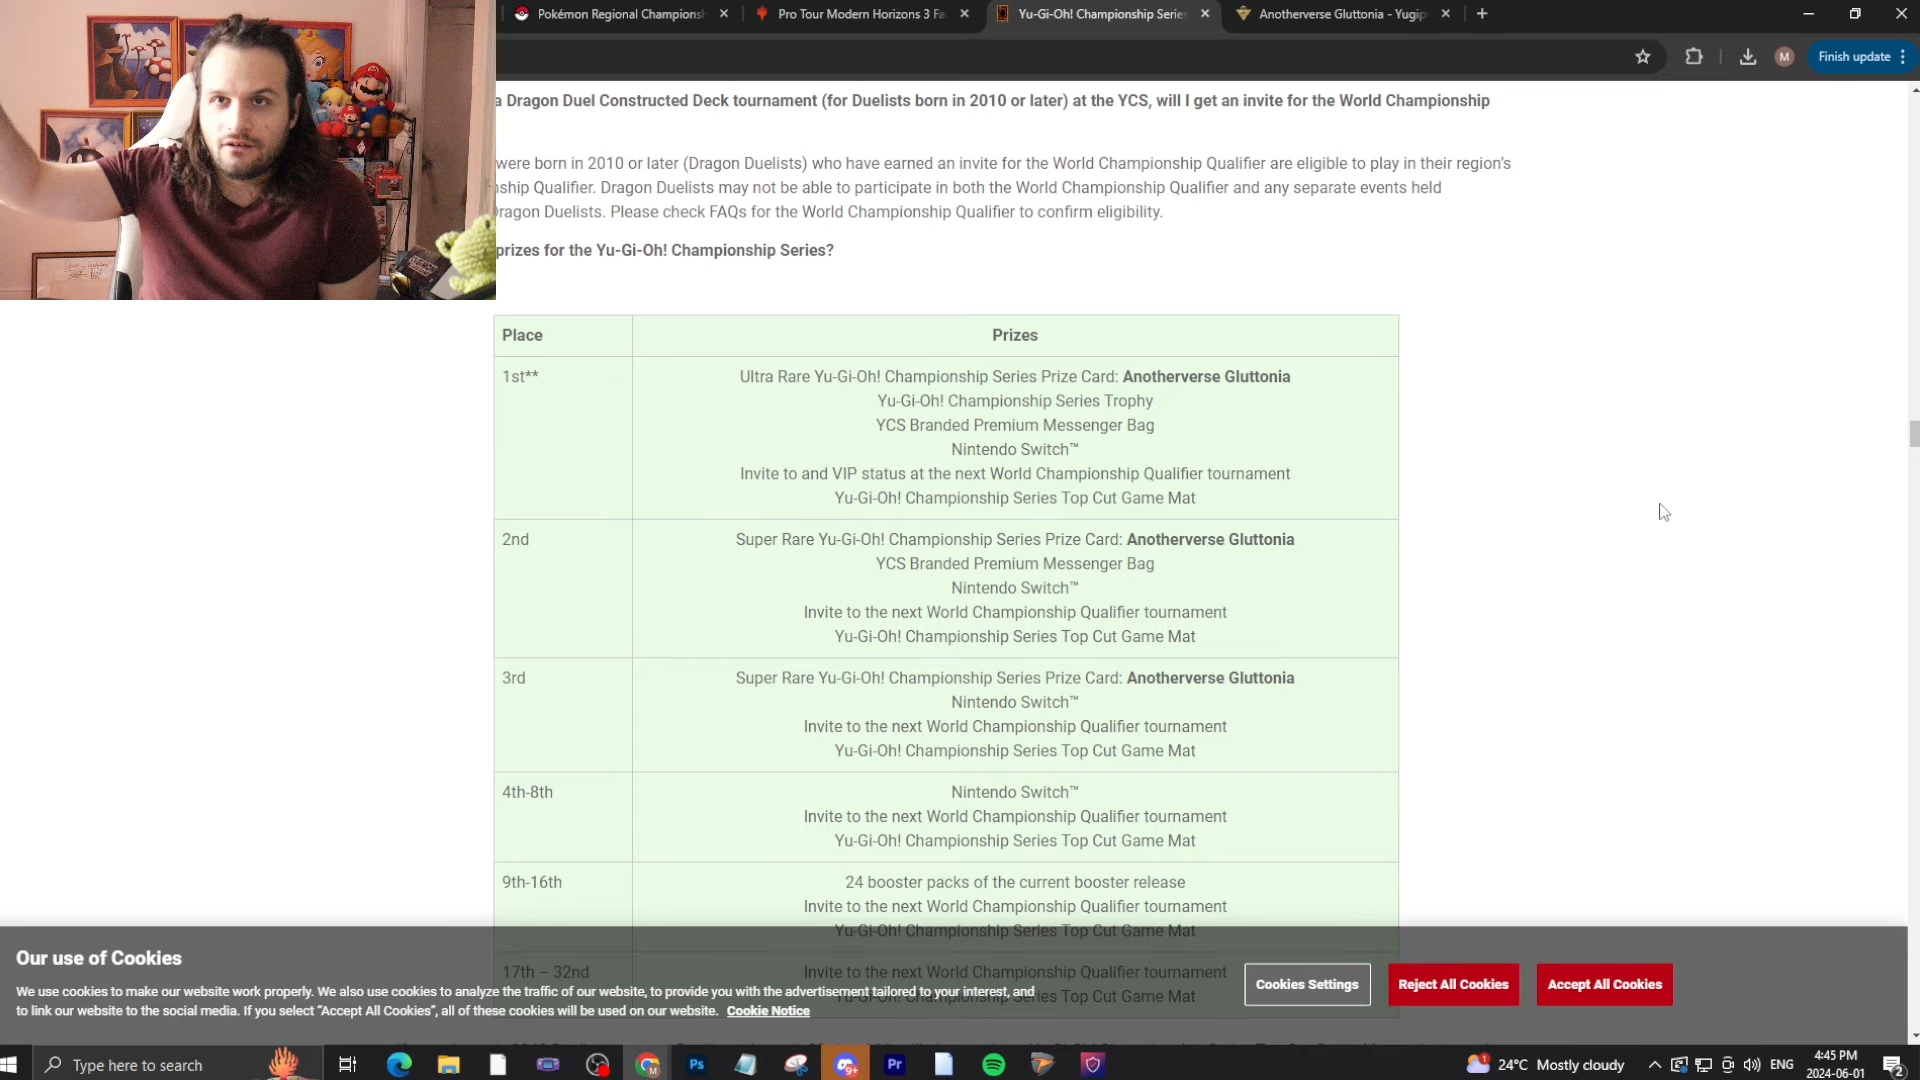 Pokémon Regional Champions
Pro Tour Modern Horizons 3 Fa
Yu-Gi-Oh! Championship Serie
Anotherverse Gluttonia - Yugip
M
Finish update
a Dragon Duel Constructed Deck tournament (for Duelists born in 2010 or later) at the YCS, will I get an invite for the World Championship
were born in 2010 or later (Dragon Duelists) who have earned an invite for the World Championship Qualifier are eligible to play in their region's
ship Qualifier. Dragon Duelists may not be able to participate in both the World Championship Qualifier and any separate events held
Dragon Duelists. Please check FAQs for the World Championship Qualifier to confirm eligibility.
prizes for the Yu-Gi-Oh! Championship Series?
Place Prizes
1st** Ultra Rare Yu-Gi-Oh! Championship Series Prize Card: Anotherverse Gluttonia
Yu-Gi-Oh! Championship Series Trophy
YCS Branded Premium Messenger Bag
Nintendo Switch™
Invite to and VIP status at the next World Championship Qualifier tournament
Yu-Gi-Oh! Championship Series Top Cut Game Mat
2nd Super Rare Yu-Gi-Oh! Championship Series Prize Card: Anotherverse Gluttonia
YCS Branded Premium Messenger Bag
Nintendo Switch™
Invite to the next World Championship Qualifier tournament
Yu-Gi-Oh! Championship Series Top Cut Game Mat
3rd Super Rare Yu-Gi-Oh! Championship Series Prize Card: Anotherverse Gluttonia
Nintendo Switch™
Invite to the next World Championship Qualifier tournament
Yu-Gi-Oh! Championship Series Top Cut Game Mat
4th-8th Nintendo Switch™
Invite to the next World Championship Qualifier tournament
Yu-Gi-Oh! Championship Series Top Cut Game Mat
9th-16th 24 booster packs of the current booster release
Invite to the next World Championship Qualifier tournament
Yu-Gi-Oh! Championship Series Top Cut Game Mat
17th – 32nd Invite to the next World Championship Qualifier tournament
Yu-Gi-Oh! Championship Series Top Cut Game Mat
Our use of Cookies
We use cookies to make our website work properly. We also use cookies to analyze the traffic of our website, to provide you with the advertisement tailored to your interest, and
to link our website to the social media. If you select “Accept All Cookies”, all of these cookies will be used on our website. Cookie Notice
Cookies Settings
Reject All Cookies
Accept All Cookies
Type here to search
Ps
9+
Pr
24°C Mostly cloudy
ENG
4:45 PM
2024-06-01
2